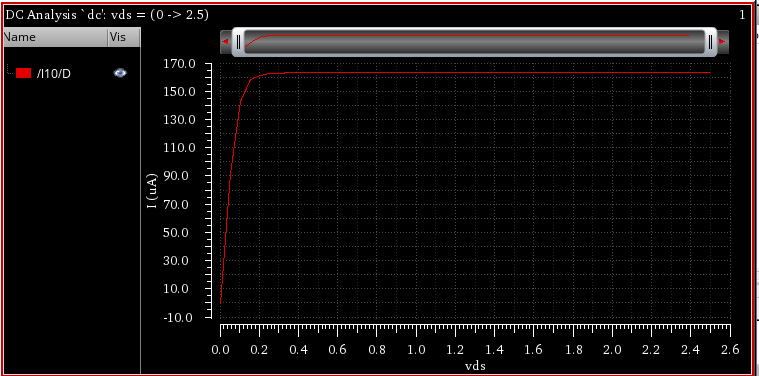 DC Analysis `dc': vds = (0 -> 2.5)
1
Name Vis
/I10/D
170.0
150.0
130.0
110.0
90.0
70.0
50.0
30.0
10.0
-10.0
I (uA)
0.0 0.2 0.4 0.6 0.8 1.0 1.2 1.4 1.6 1.8 2.0 2.2 2.4 2.6
vds